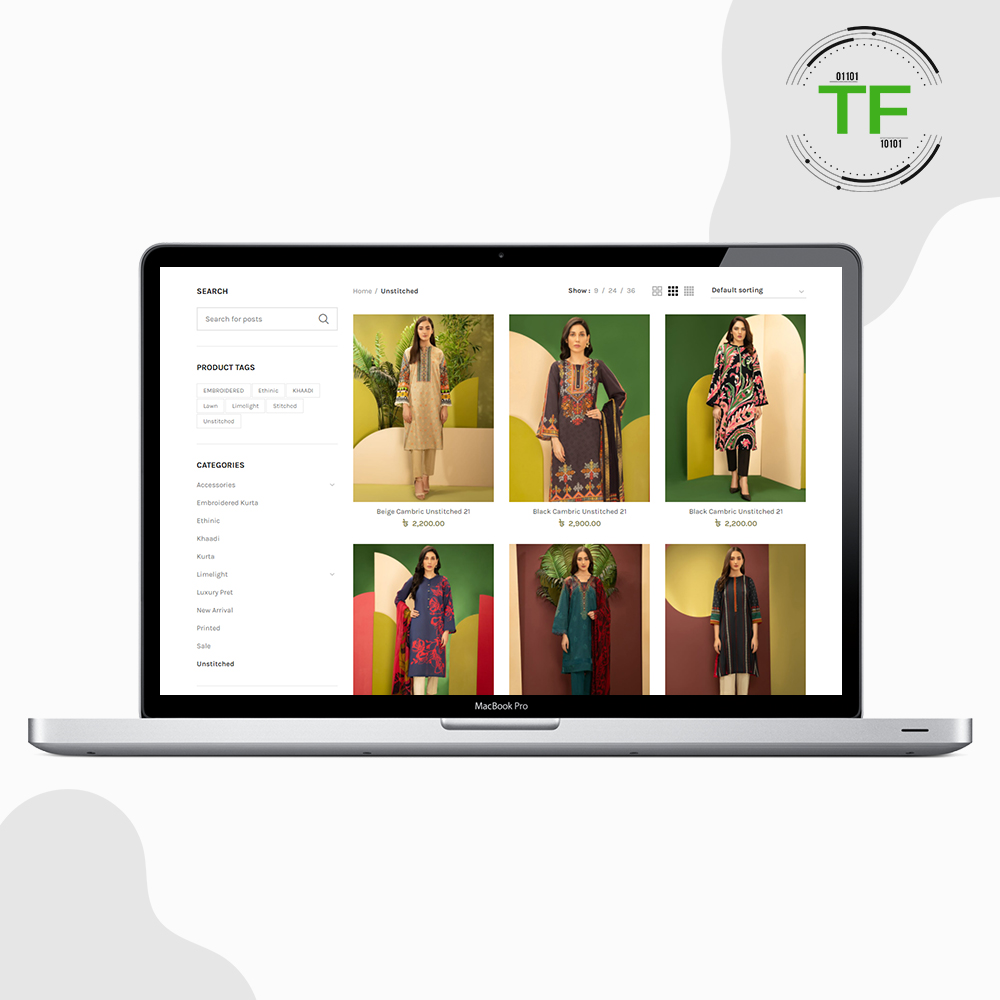 01101
TF
10101
SEARCH
Search for posts
PRODUCT TAGS
EMBROIDERED Ethinic KHAADI
Lawn Limelight Stitched
Unstitched
CATEGORIES
Accessories
Embroidered Kurta
Ethinic
Khaadi
Kurta
Limelight
Luxury Pret
New Arrival
Printed
Sale
Unstitched
Home / Unstitched
Show : 9 / 24 / 36
Default sorting
Beige Cambric Unstitched 21
৳ 2,200.00
Black Cambric Unstitched 21
৳ 2,900.00
Black Cambric Unstitched 21
৳ 2,200.00
MacBook Pro